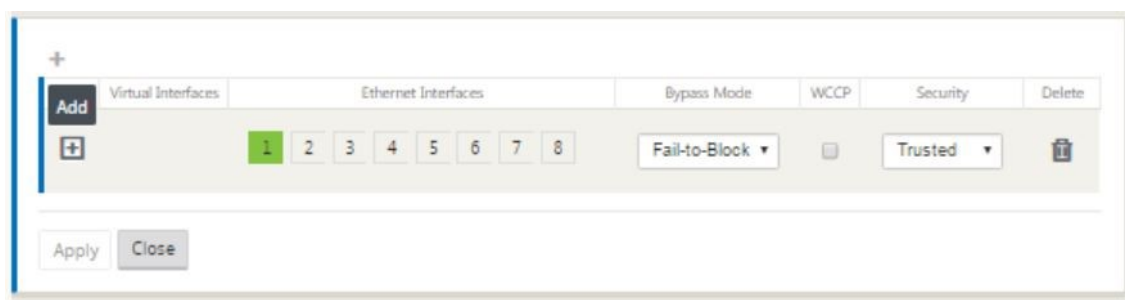 +
Add Virtual Interfaces Ethernet Interfaces Bypass Mode WCCP Security Delete
1 2 3 4 5 6 7 8 Fail-to-Block Trusted
Apply Close